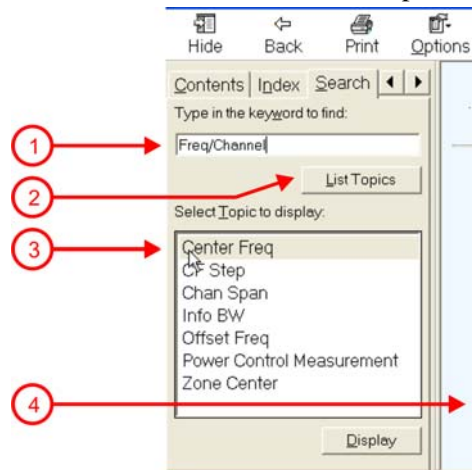 Hide Back Print Options
Contents Index Search
Type in the keyword to find:
1 Freq/Channel
2 List Topics
Select Topic to display:
3 Center Freq
CF Step
Chan Span
Info BW
Offset Freq
Power Control Measurement
Zone Center
4
Display